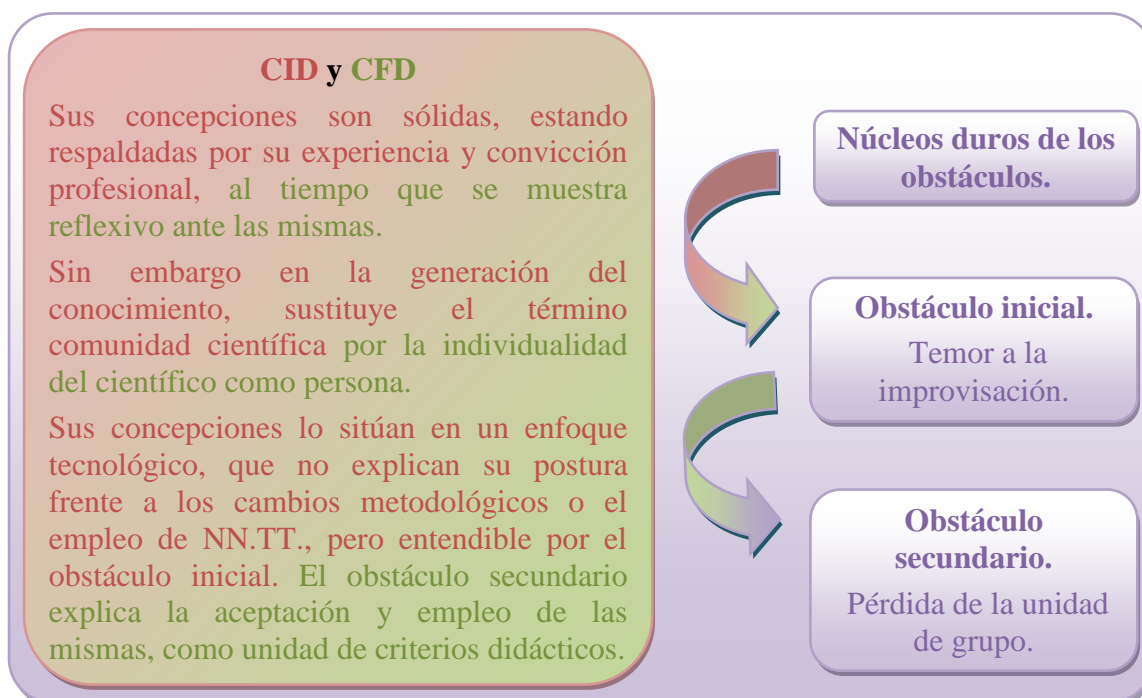 CID y CFD
Sus concepciones son sólidas, estando
respaldadas por su experiencia y convicción
profesional, al tiempo que se muestra
reflexivo ante las mismas.
Sin embargo en la generación del
conocimiento, sustituye el término
comunidad científica por la individualidad
del científico como persona.
Sus concepciones lo sitúan en un enfoque
tecnológico, que no explican su postura
frente a los cambios metodológicos o el
empleo de NN.TT., pero entendible por el
obstáculo inicial. El obstáculo secundario
explica la aceptación y empleo de las
mismas, como unidad de criterios didácticos.
Núcleos duros de los
obstáculos.
Obstáculo inicial.
Temor a la
improvisación.
Obstáculo
secundario.
Pérdida de la unidad
de grupo.